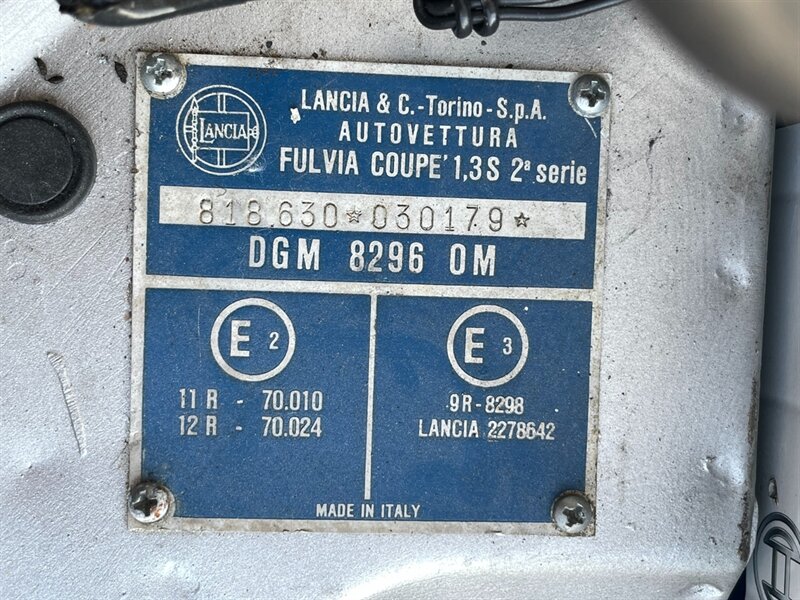 LANCIA
LANCIA & C.-Torino-S.p.A.
AUTOVETTURA
FULVIA COUPE' 1,3S 2ª serie
818.630☆030179☆
DGM 8296 OM
E 2
11 R - 70.010
12 R - 70.024
E 3
9R-8298
LANCIA 2278642
MADE IN ITALY